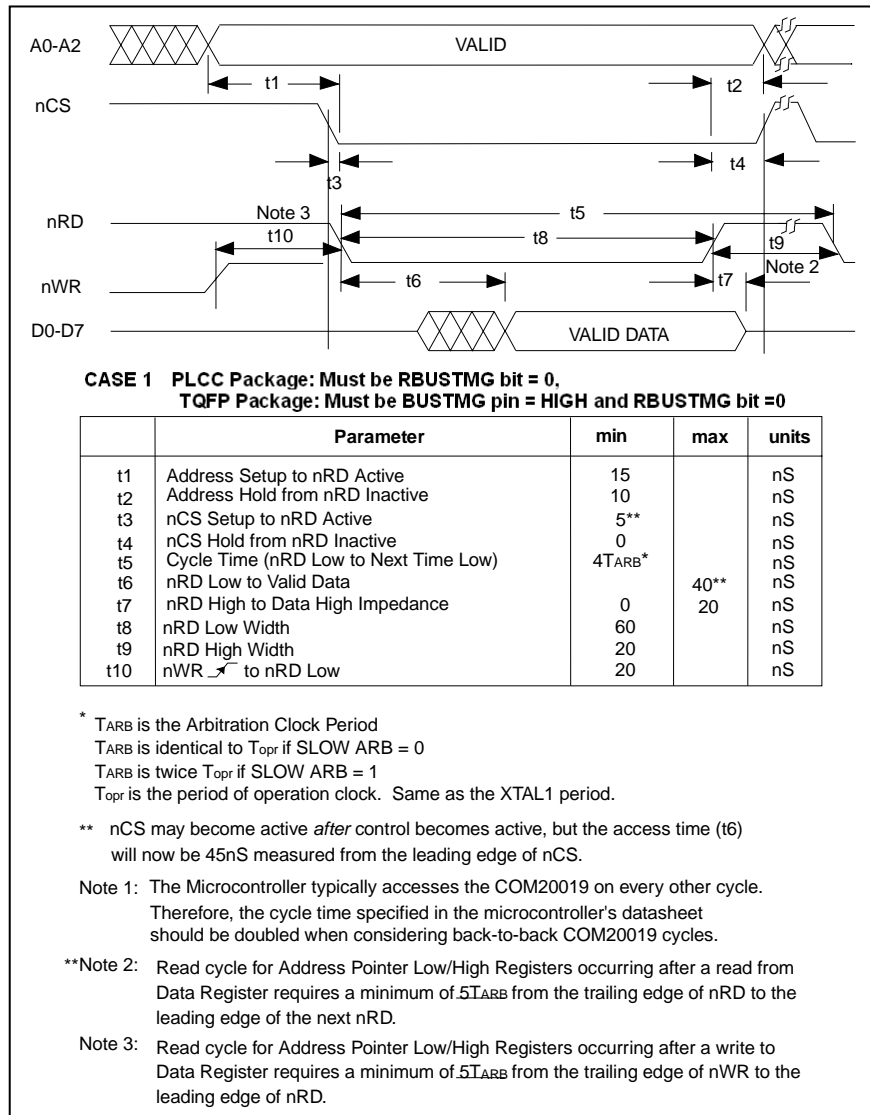 A0-A2
VALID
t1
t2
nCS
t3
t4
nRD
Note 3
t5
t8
t10
t9
nWR
t6
t7
Note 2
D0-D7
VALID DATA
CASE 1 PLCC Package: Must be RBUSTMG bit = 0,
TQFP Package: Must be BUSTMG pin = HIGH and RBUSTMG bit =0
Parameter min max units
t1 Address Setup to nRD Active 15 nS
t2 Address Hold from nRD Inactive 10 nS
t3 nCS Setup to nRD Active 5** nS
t4 nCS Hold from nRD Inactive 0 nS
t5 Cycle Time (nRD Low to Next Time Low) 4TARB* nS
t6 nRD Low to Valid Data 40** nS
t7 nRD High to Data High Impedance 0 20 nS
t8 nRD Low Width 60 nS
t9 nRD High Width 20 nS
t10 nWR to nRD Low 20 nS
* TARB is the Arbitration Clock Period
TARB is identical to Topr if SLOW ARB = 0
TARB is twice Topr if SLOW ARB = 1
Topr is the period of operation clock. Same as the XTAL1 period.
** nCS may become active after control becomes active, but the access time (t6)
will now be 45nS measured from the leading edge of nCS.
Note 1: The Microcontroller typically accesses the COM20019 on every other cycle.
Therefore, the cycle time specified in the microcontroller's datasheet
should be doubled when considering back-to-back COM20019 cycles.
**Note 2: Read cycle for Address Pointer Low/High Registers occurring after a read from
Data Register requires a minimum of 5TARB from the trailing edge of nRD to the
leading edge of the next nRD.
Note 3: Read cycle for Address Pointer Low/High Registers occurring after a write to
Data Register requires a minimum of 5TARB from the trailing edge of nWR to the
leading edge of nRD.